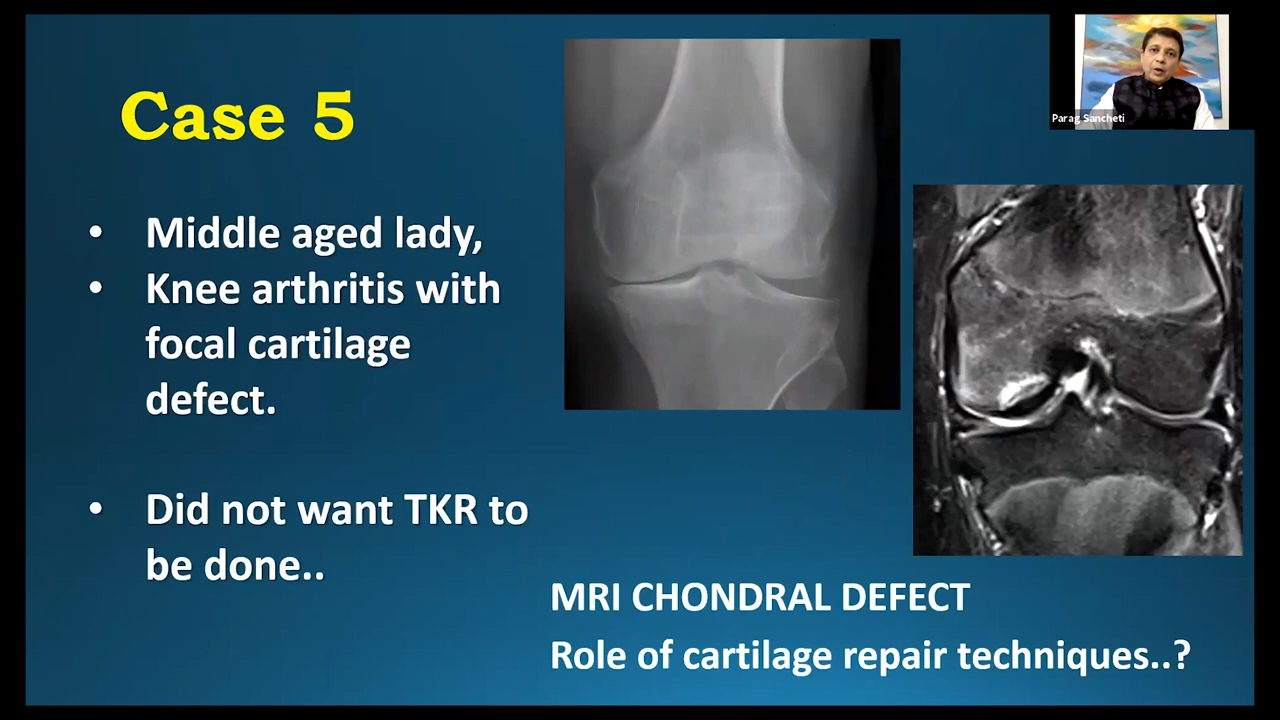 Case 5
• Middle aged lady,
• Knee arthritis with
focal cartilage
defect.
• Did not want TKR to
be done..
MRI CHONDRAL DEFECT
Role of cartilage repair techniques..?
Parag Sancheti